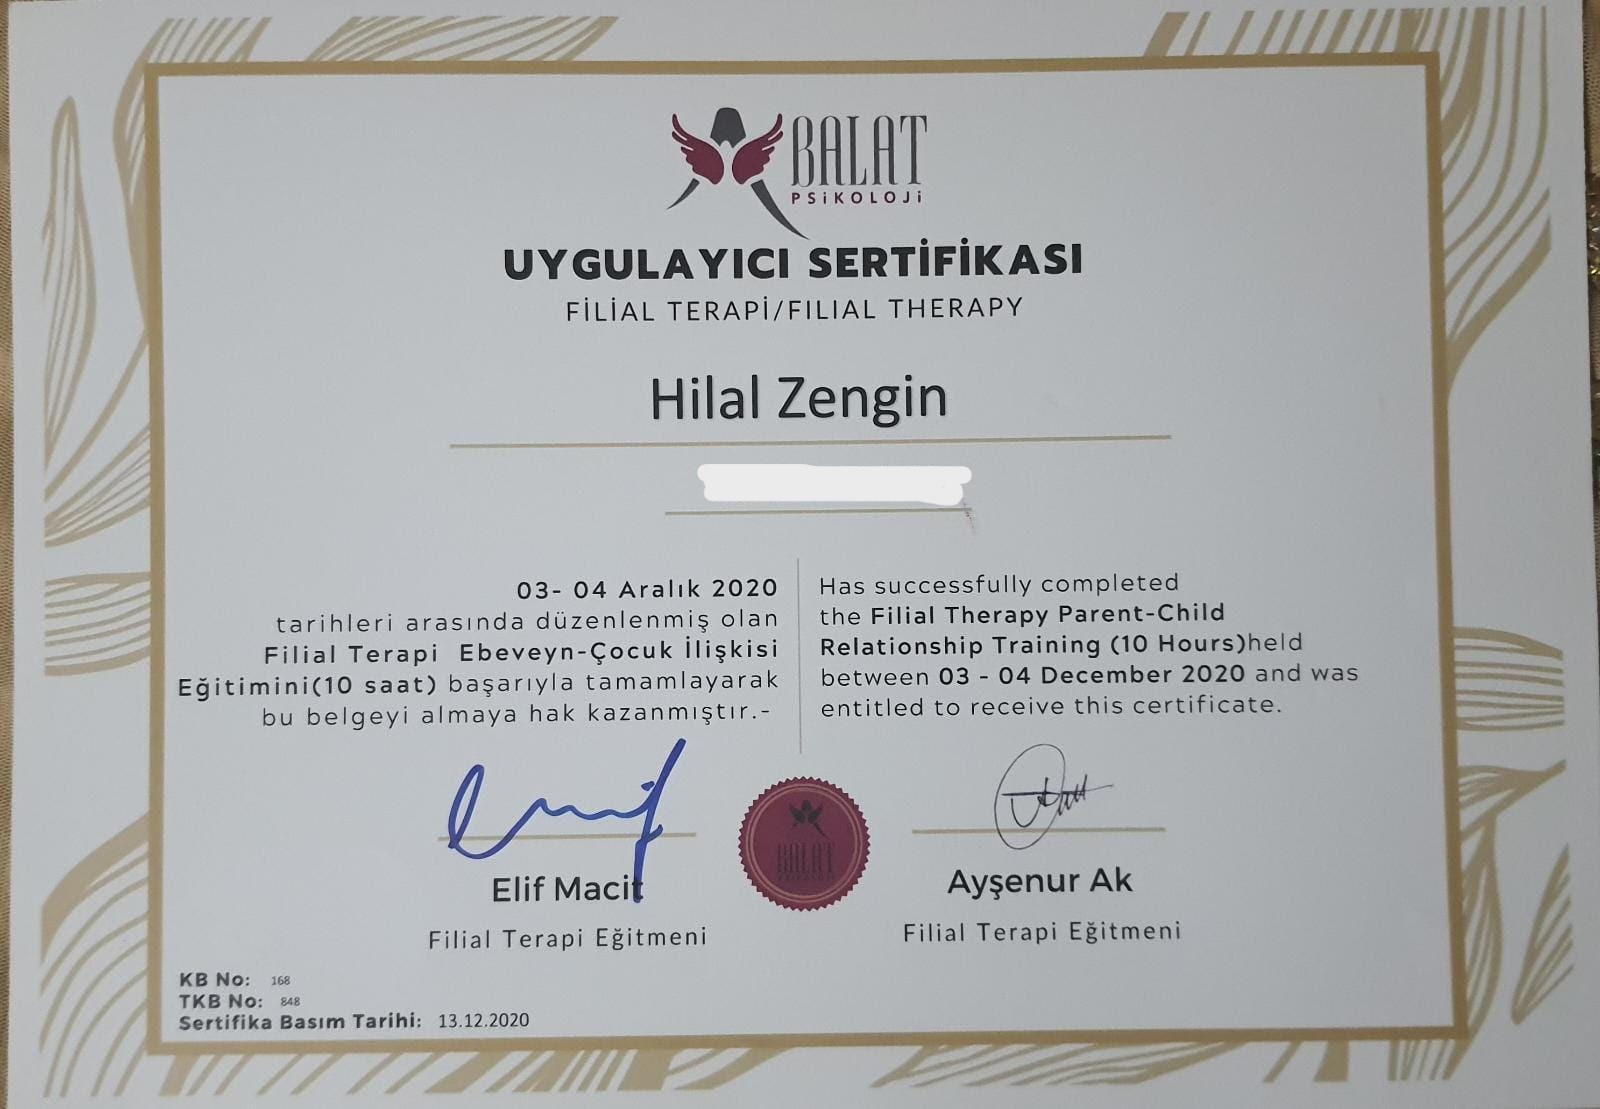 BALAT
PSİKOLOJİ
UYGULAYICI SERTİFİKASI
FİLİAL TERAPİ/FILIAL THERAPY
Hilal Zengin
03- 04 Aralık 2020
tarihleri arasında düzenlenmiş olan
Filial Terapi Ebeveyn-Çocuk İlişkisi
Eğitimini(10 saat) başarıyla tamamlayarak
bu belgeyi almaya hak kazanmıştır.-
Has successfully completed
the Filial Therapy Parent-Child
Relationship Training (10 Hours)held
between 03 - 04 December 2020 and was
entitled to receive this certificate.
BALAT
Elif Macit
Filial Terapi Eğitmeni
Ayşenur Ak
Filial Terapi Eğitmeni
KB No: 168
TKB No: 848
Sertifika Basım Tarihi: 13.12.2020